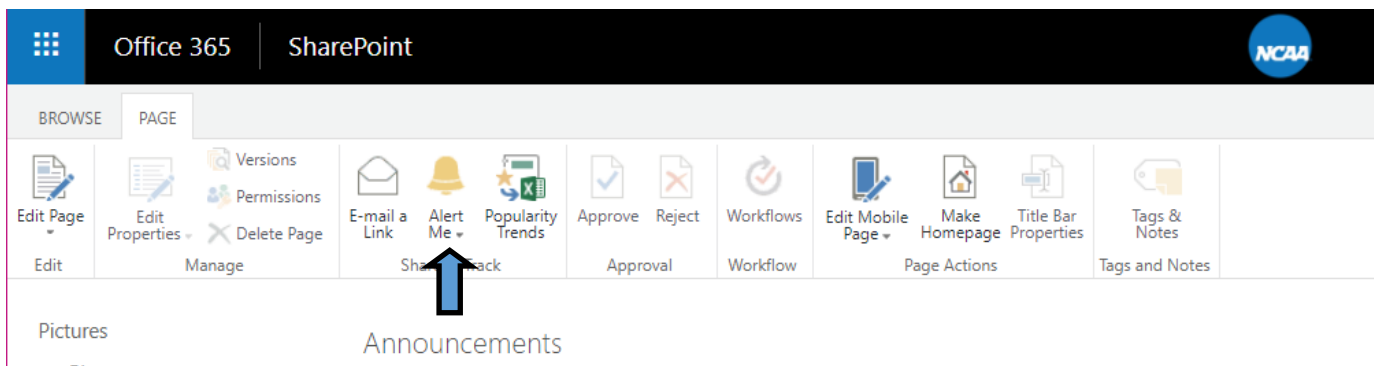 Office 365 SharePoint NCAA
BROWSE PAGE
Versions
Permissions
Delete Page
Edit Page
Edit Properties
E-mail a Link
Alert Me
Popularity Trends
Approve Reject
Workflows
Edit Mobile Page
Make Homepage
Title Bar Properties
Tags & Notes
Edit Manage Approval Workflow Page Actions Tags and Notes
Pictures
Announcements